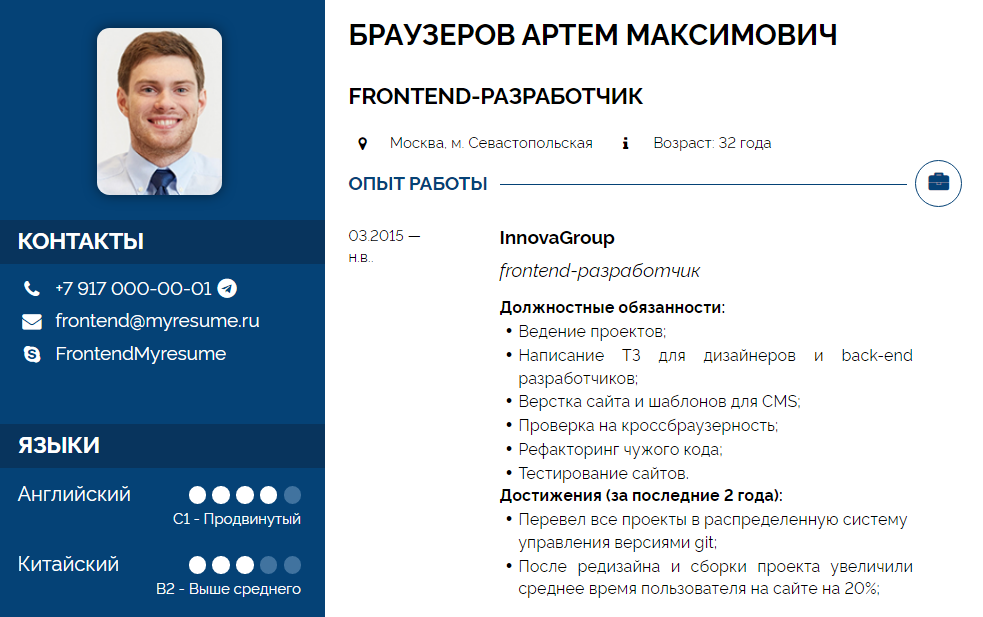 БРАУЗЕРОВ АРТЕМ МАКСИМОВИЧ
FRONTEND-РАЗРАБОТЧИК
Москва, м. Севастопольская
Возраст: 32 года
КОНТАКТЫ
+7 917 000-00-01
frontend@myresume.ru
FrontendMyresume
ЯЗЫКИ
Английский
C1 - Продвинутый
Китайский
B2 - Выше среднего
ОПЫТ РАБОТЫ
03.2015 —
н.в..
InnovaGroup
frontend-разработчик
Должностные обязанности:
• Ведение проектов;
• Написание ТЗ для дизайнеров и back-end
разработчиков;
• Верстка сайта и шаблонов для CMS;
• Проверка на кроссбраузерность;
• Рефакторинг чужого кода;
• Тестирование сайтов.
Достижения (за последние 2 года):
• Перевел все проекты в распределенную систему
управления версиями git;
• После редизайна и сборки проекта увеличили
среднее время пользователя на сайте на 20%;